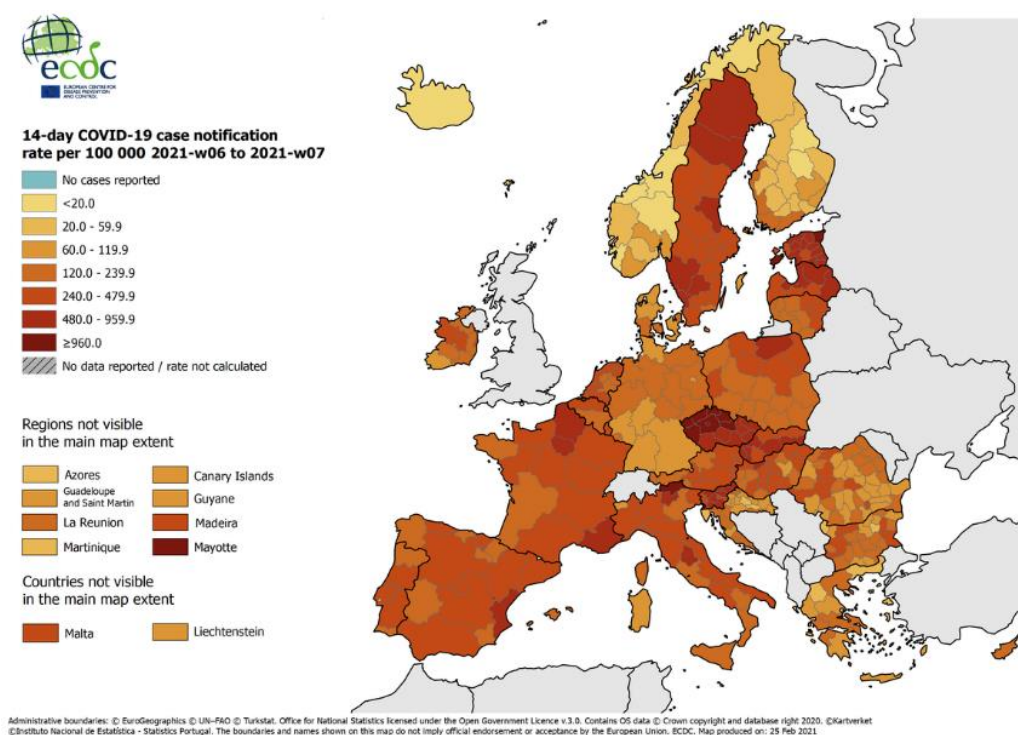 ecdc
EUROPEAN CENTRE FOR
DISEASE PREVENTION
AND CONTROL
14-day COVID-19 case notification
rate per 100 000 2021-w06 to 2021-w07
No cases reported
<20.0
20.0 - 59.9
60.0 - 119.9
120.0 - 239.9
240.0 - 479.9
480.0 - 959.9
≥960.0
No data reported / rate not calculated
Regions not visible
in the main map extent
Azores
Canary Islands
Guadeloupe
and Saint Martin
Guyane
La Reunion
Madeira
Martinique
Mayotte
Countries not visible
in the main map extent
Malta
Liechtenstein
Administrative boundaries: © EuroGeographics © UN–FAO © Turkstat. Office for National Statistics licensed under the Open Government Licence v.3.0. Contains OS data © Crown copyright and database right 2020. ©Kartverket
©Instituto Nacional de Estatística - Statistics Portugal. The boundaries and names shown on this map do not imply official endorsement or acceptance by the European Union. ECDC. Map produced on: 25 Feb 2021